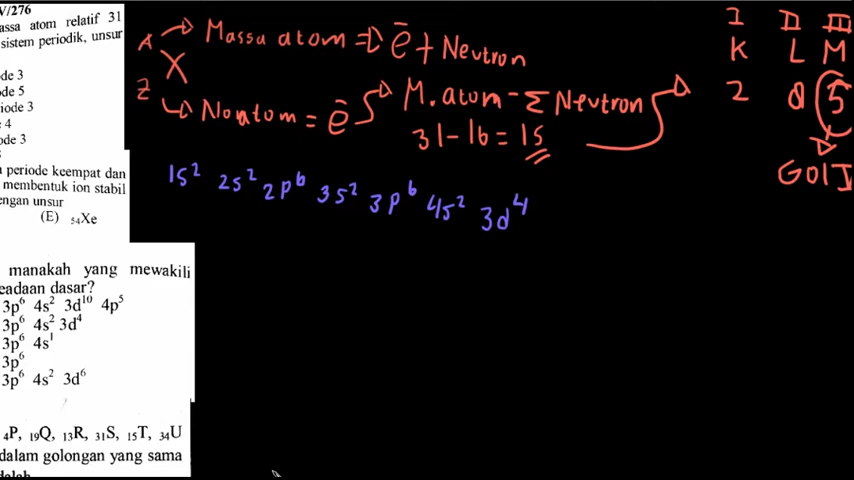 V/276
assa atom relatif 31
sistem periodik, unsur
de 3
de 5
iode 3
4
ode 3
periode keempat dan
membentuk ion stabil
engan unsur
(E) ₅₄Xe
manakah yang mewakili
eadaan dasar?
3p⁶ 4s² 3d¹⁰ 4p⁵
3p⁶ 4s² 3d⁴
3p⁶ 4s¹
3p⁶
3p⁶ 4s² 3d⁶
₄P, ₁₉Q, ₁₃R, ₃₁S, ₁₅T, ₃₄U
dalam golongan yang sama
A X Z
Massa atom => ē + Neutron
No atom = ē
M. atom - Σ Neutron
31 - 16 = 15
1s² 2s² 2p⁶ 3s² 3p⁶ 4s² 3d⁴
I II III
K L M
2 8 5
Gol